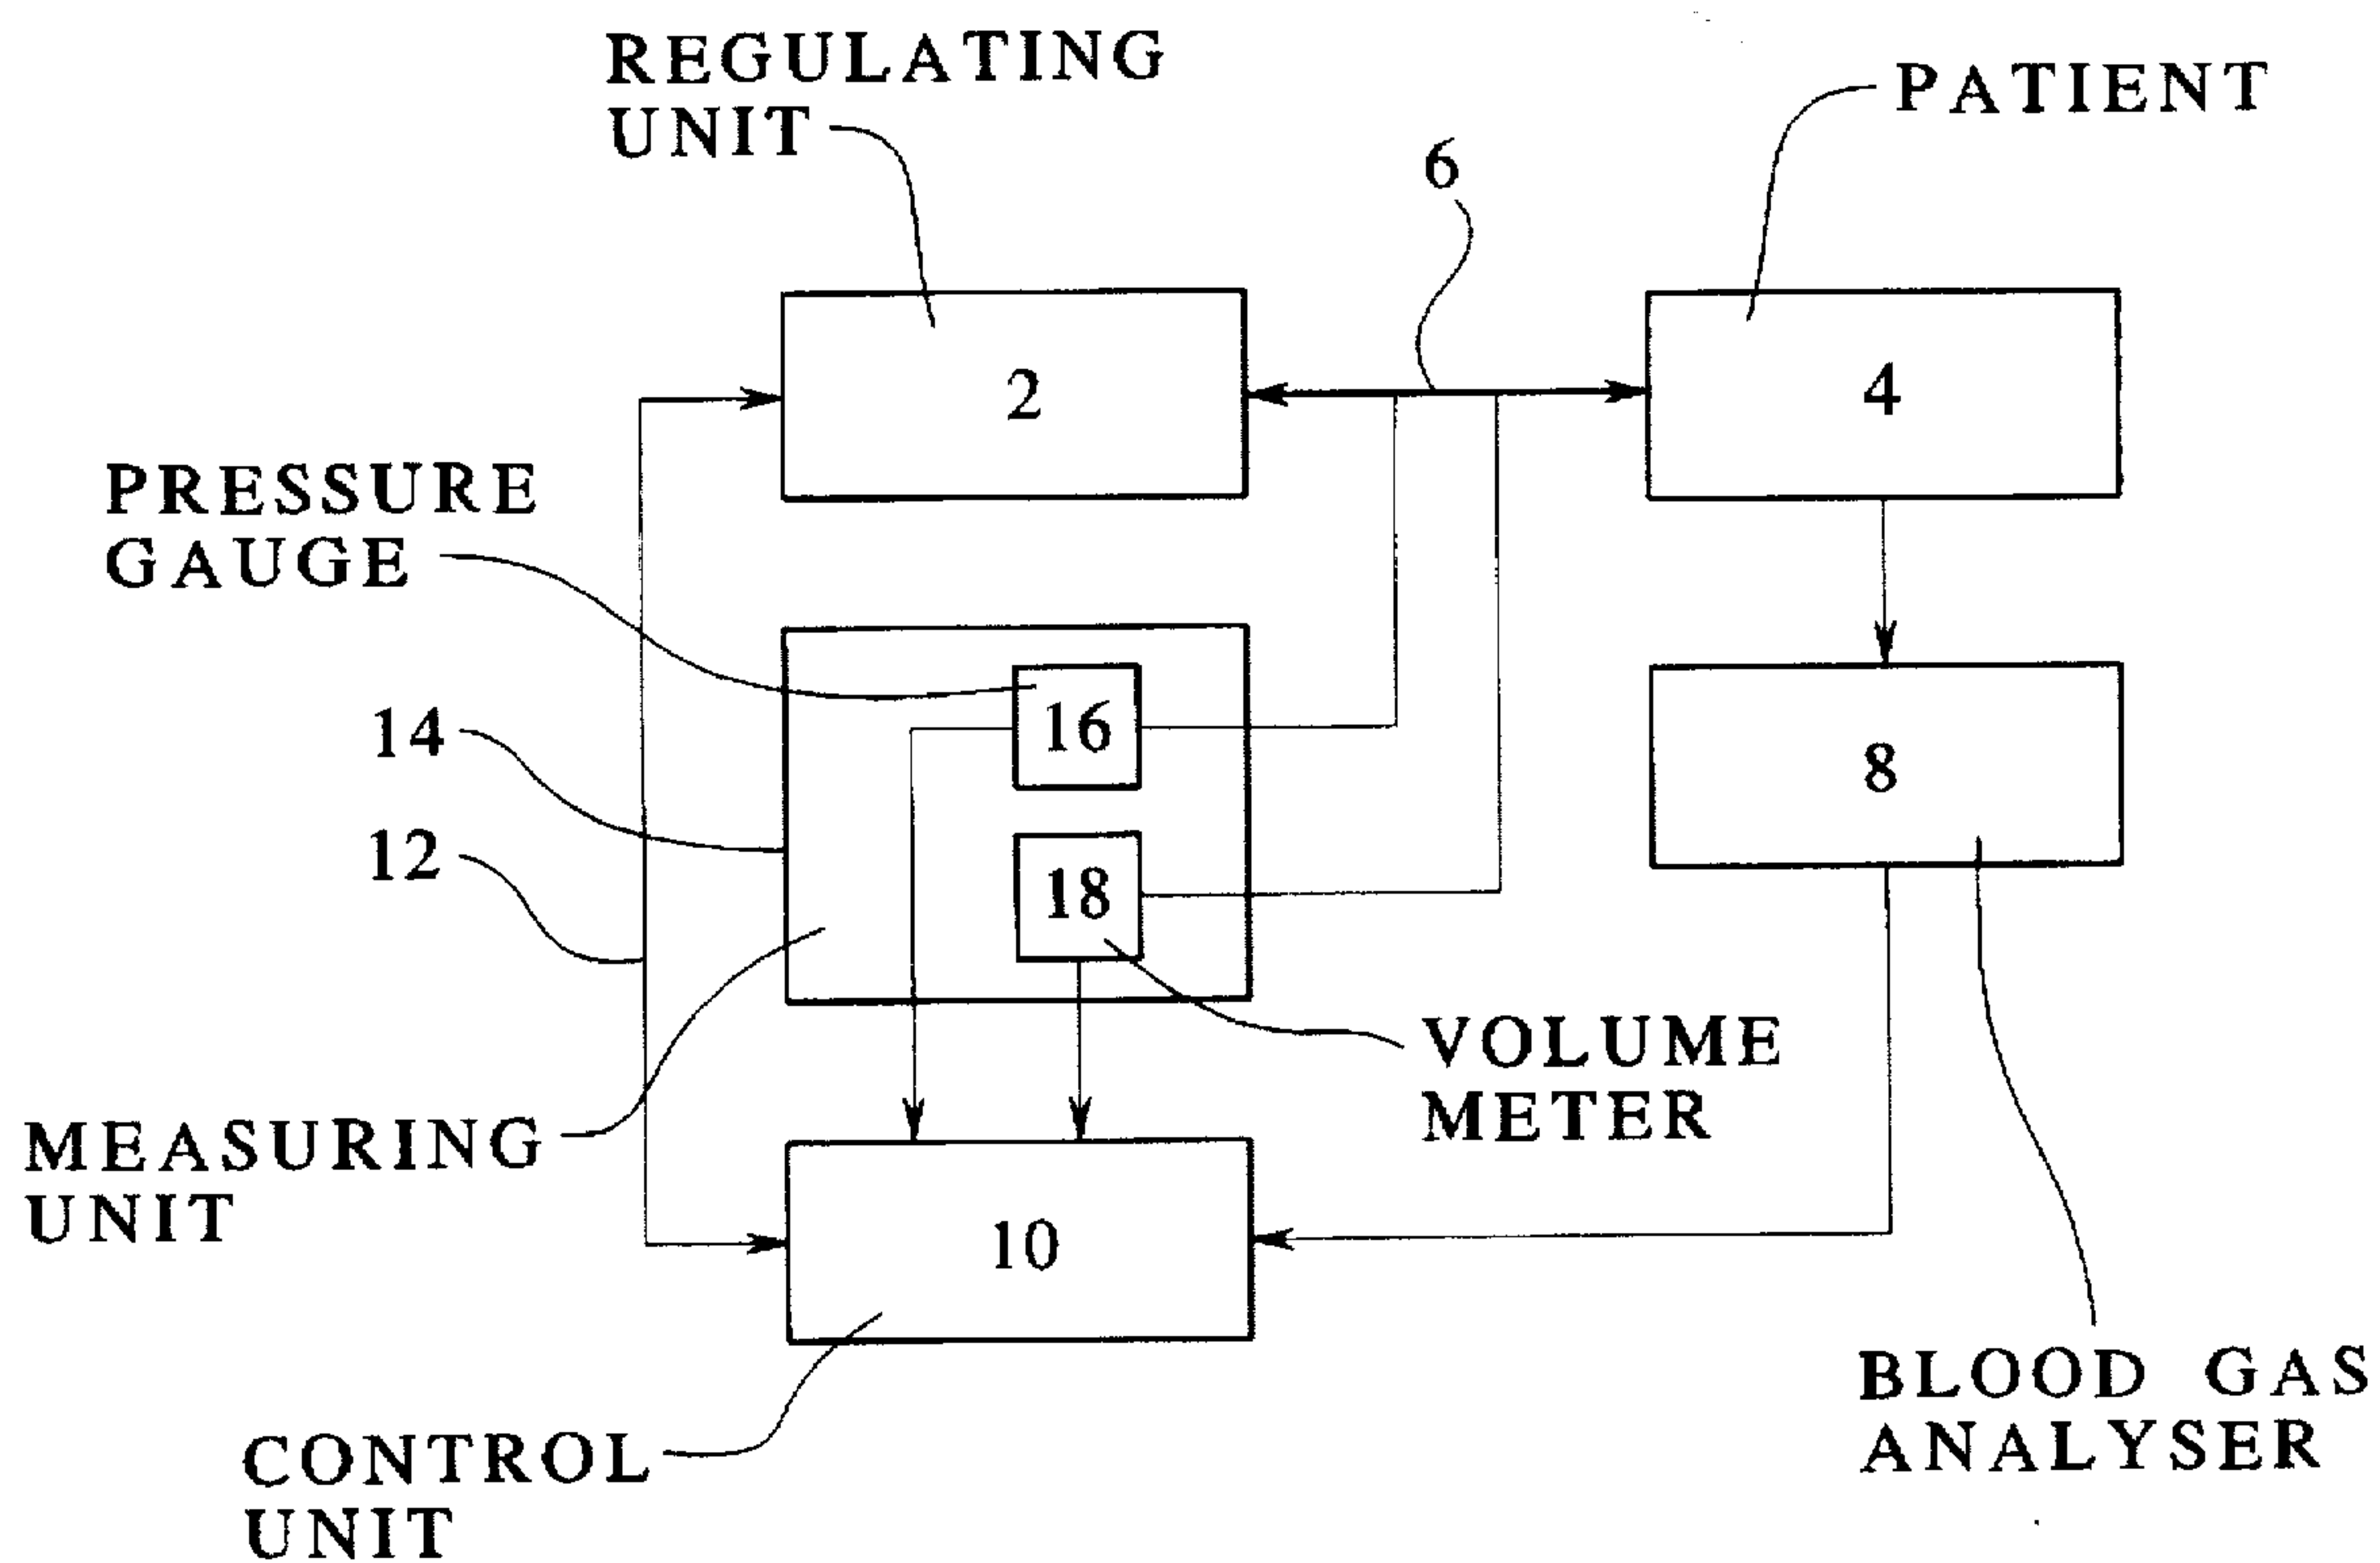 REGULATING
UNIT
PATIENT
6
2
4
PRESSURE
GAUGE
14
16
8
12
18
VOLUME
METER
MEASURING
UNIT
10
BLOOD GAS
ANALYSER
CONTROL
UNIT